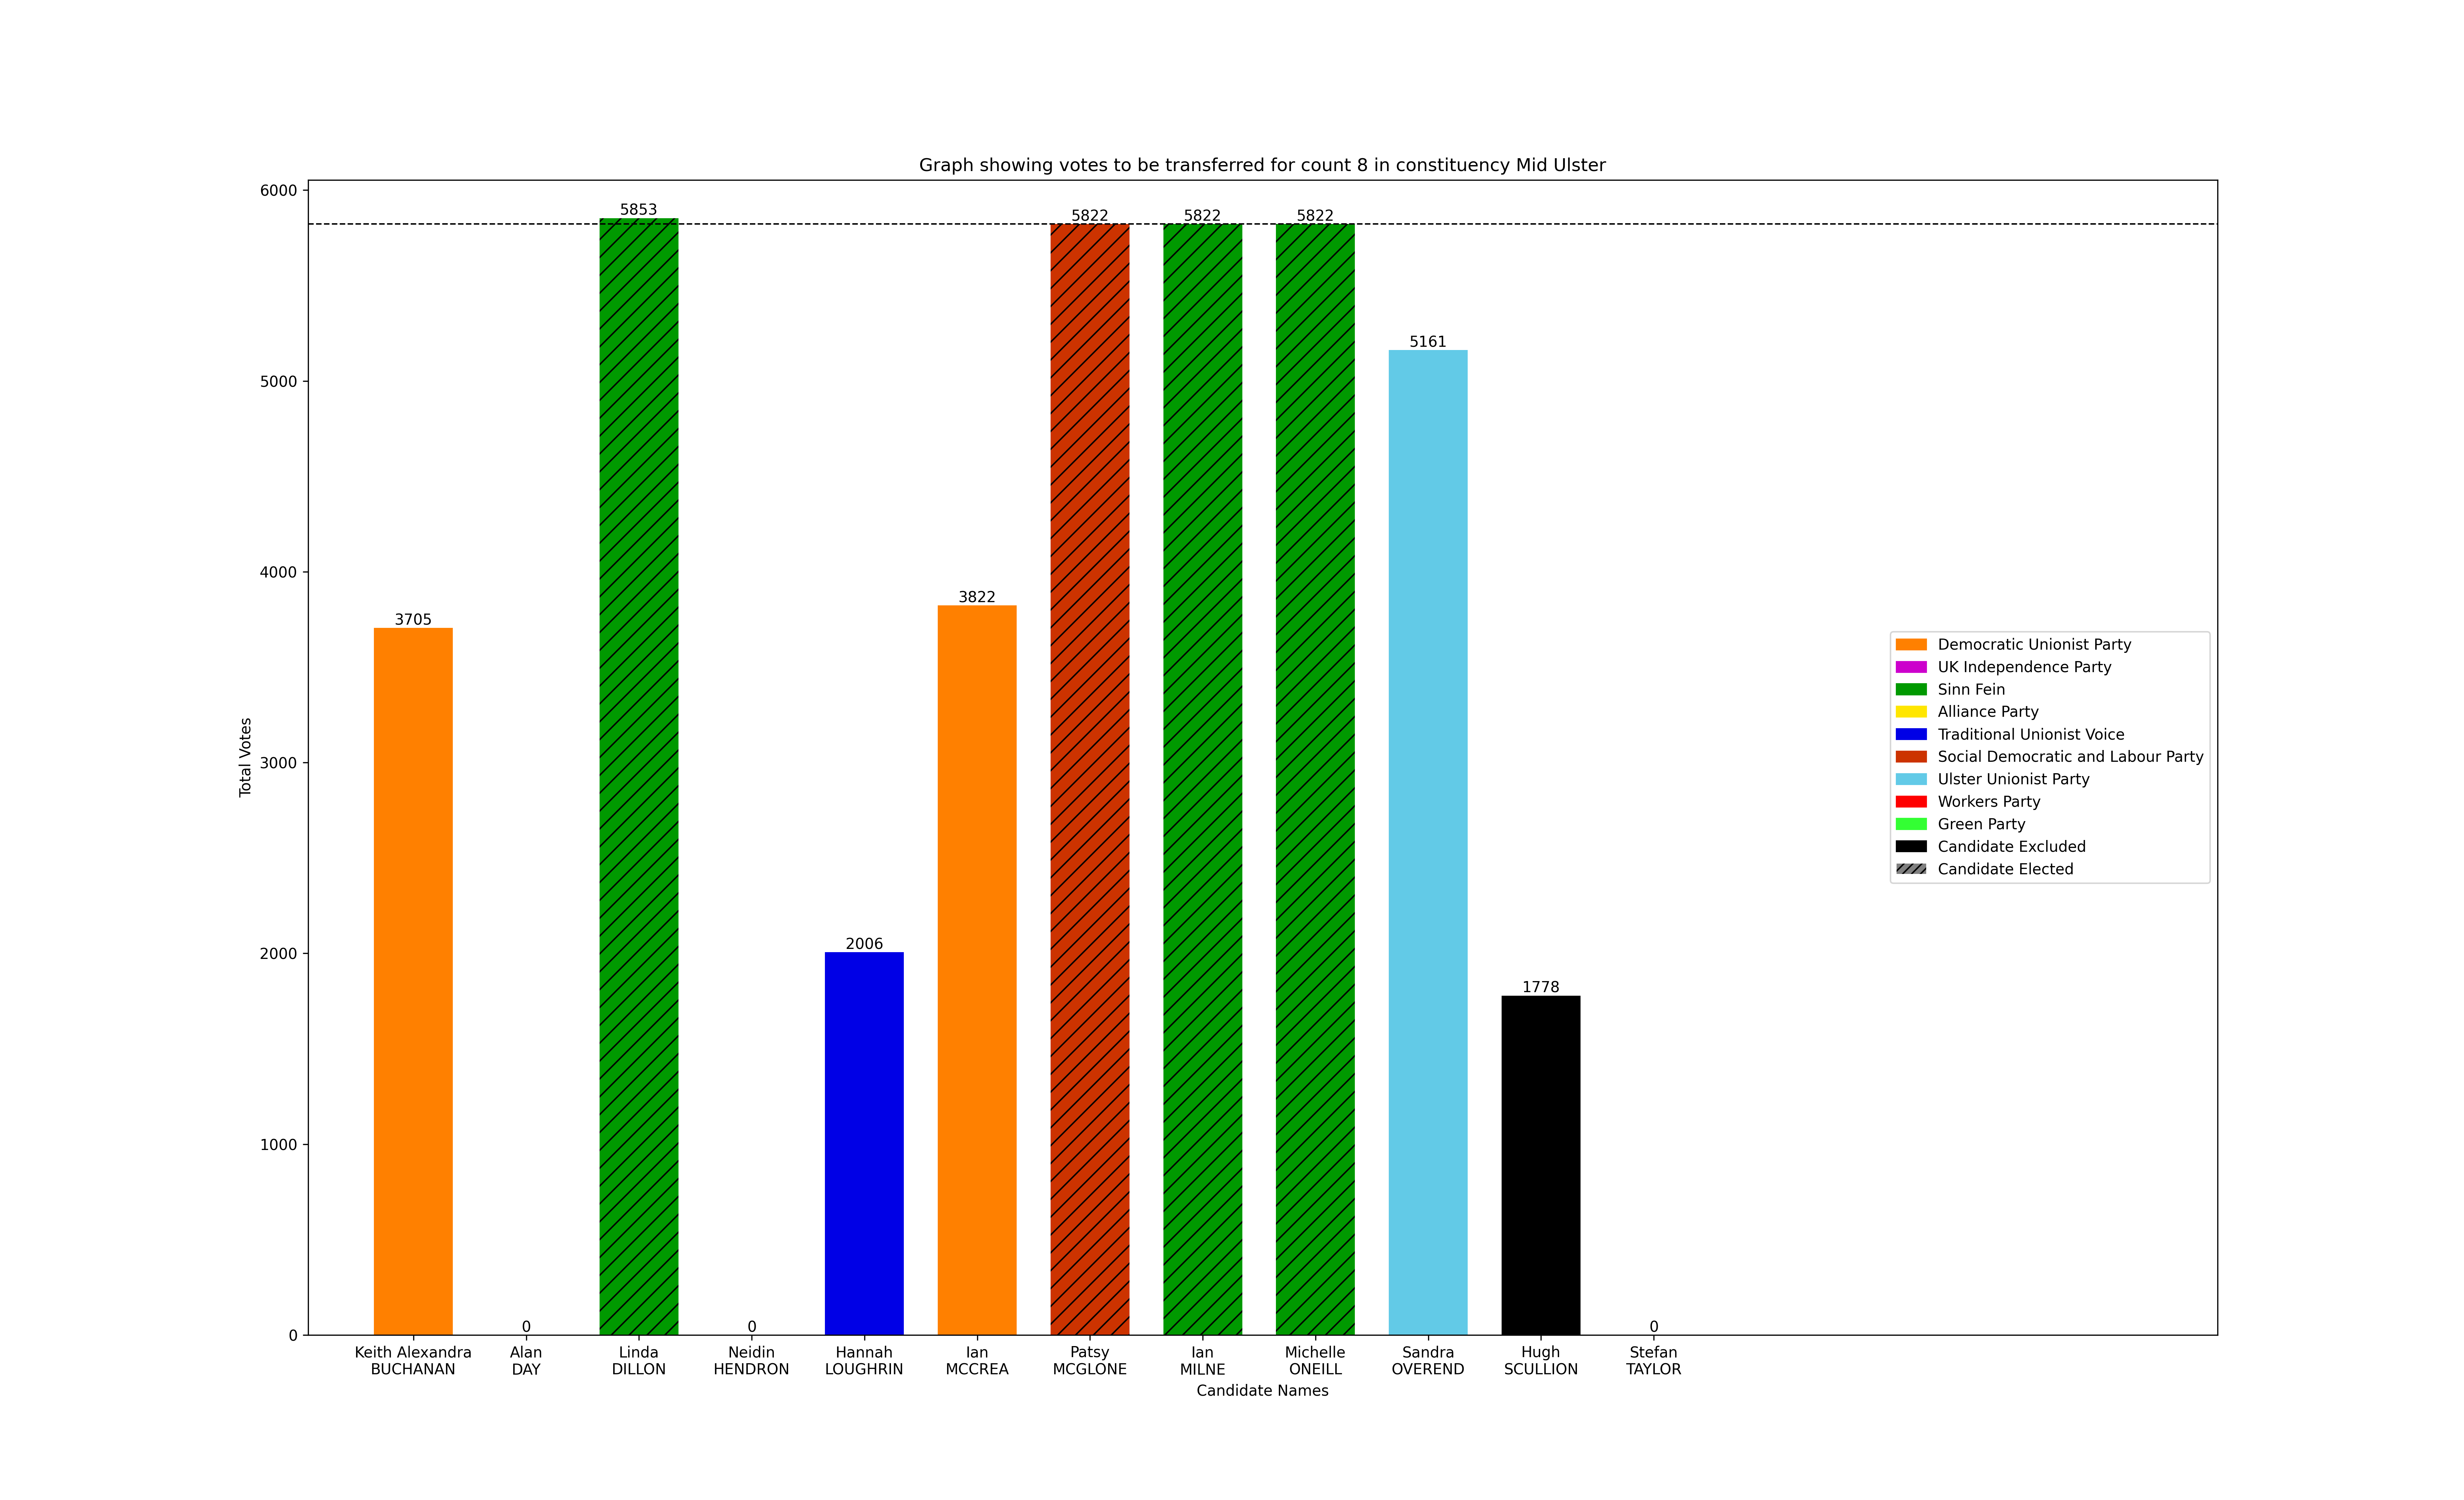 Graph showing votes to be transferred for count 8 in constituency Mid Ulster
6000
5000
4000
3000
2000
1000
0
Total Votes
3705
0
5853
0
2006
3822
5822
5822
5822
5161
1778
0
Democratic Unionist Party
UK Independence Party
Sinn Fein
Alliance Party
Traditional Unionist Voice
Social Democratic and Labour Party
Ulster Unionist Party
Workers Party
Green Party
Candidate Excluded
Candidate Elected
Keith Alexandra
BUCHANAN
Alan
DAY
Linda
DILLON
Neidin
HENDRON
Hannah
LOUGHRIN
Ian
MCCREA
Patsy
MCGLONE
Ian
MILNE
Michelle
ONEILL
Sandra
OVEREND
Hugh
SCULLION
Stefan
TAYLOR
Candidate Names